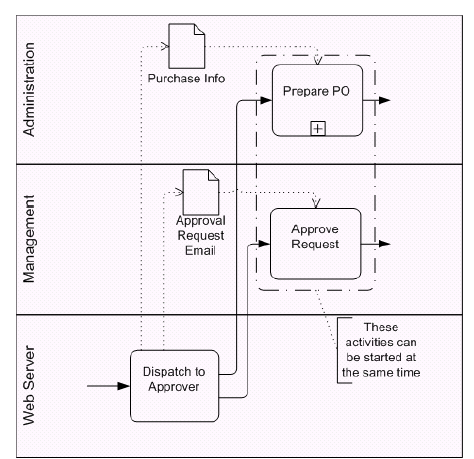 Administration
Purchase Info
Prepare PO
Management
Approval
Request
Email
Approve
Request
Web Server
Dispatch to
Approver
These
activities can
be started at
the same time